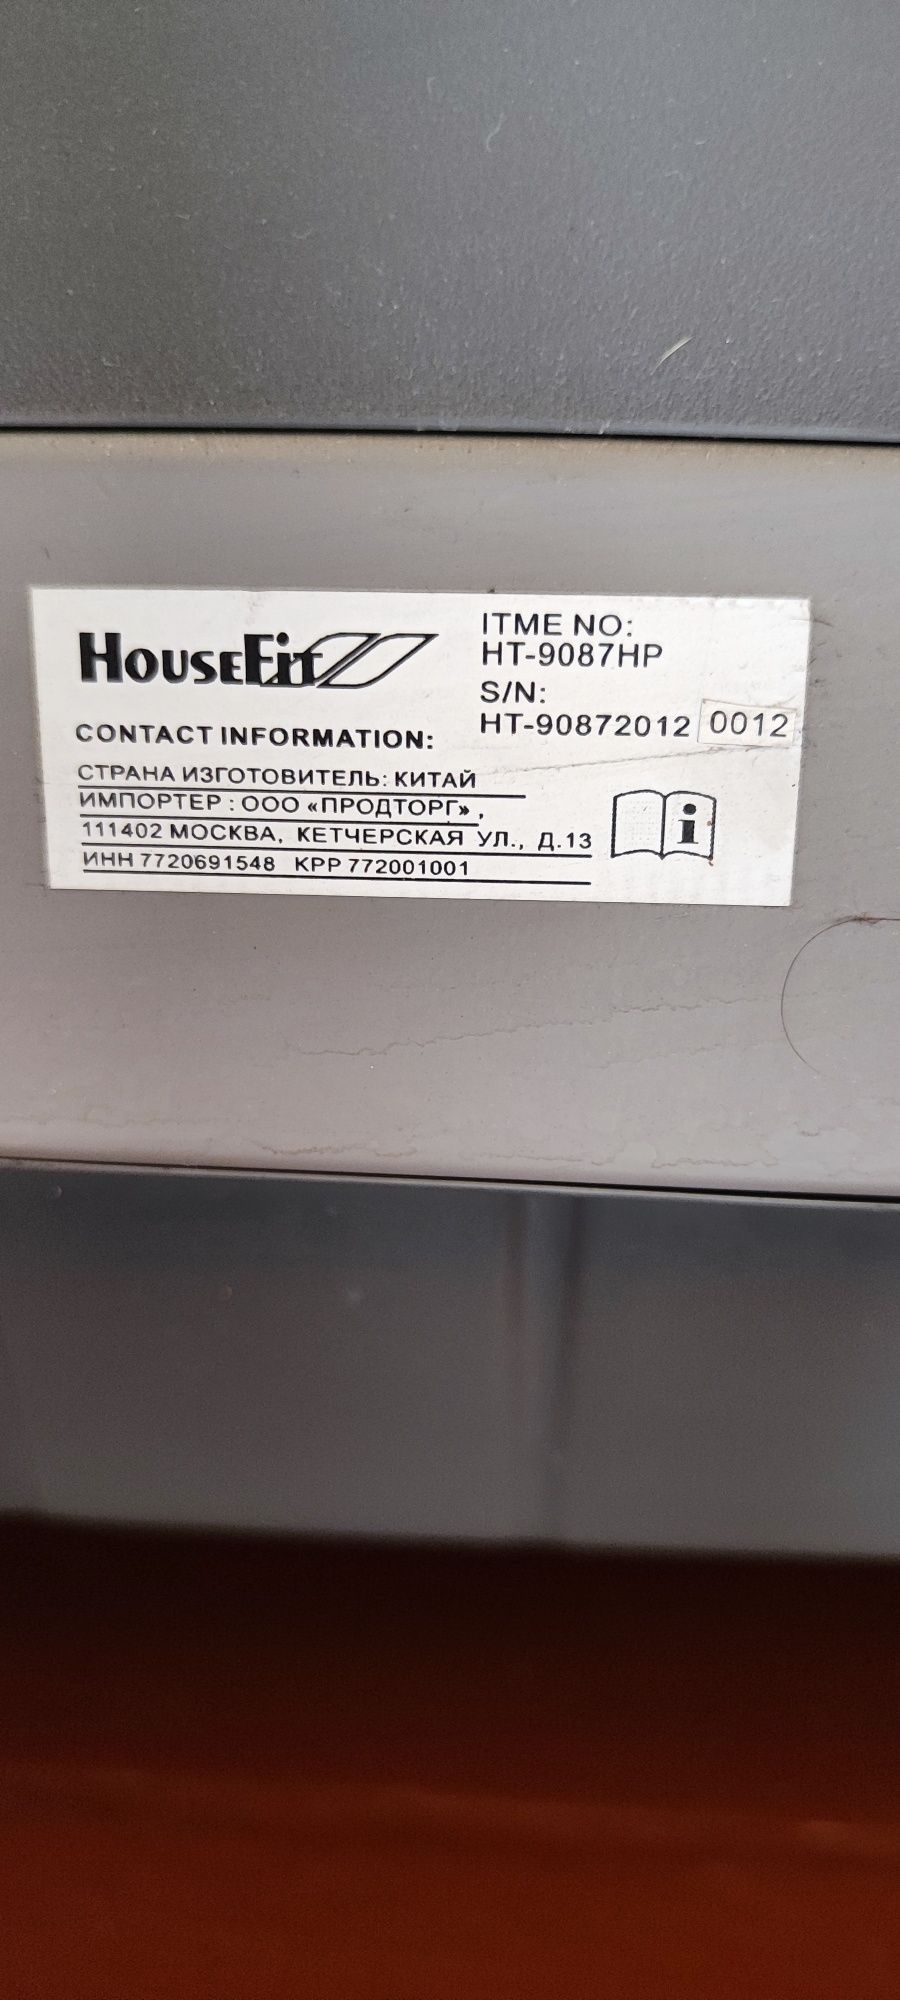 HOUSEFIT
CONTACT INFORMATION:
СТРАНА ИЗГОТОВИТЕЛЬ: КИТАЙ
ИМПОРТЕР : ООО «ПРОДТОРГ» ,
111402 МОСКВА, КЕТЧЕРСКАЯ УЛ., Д.13
ИНН 7720691548 КРР 772001001
ITME NO:
HT-9087HP
S/N:
HT-90872012 0012
i